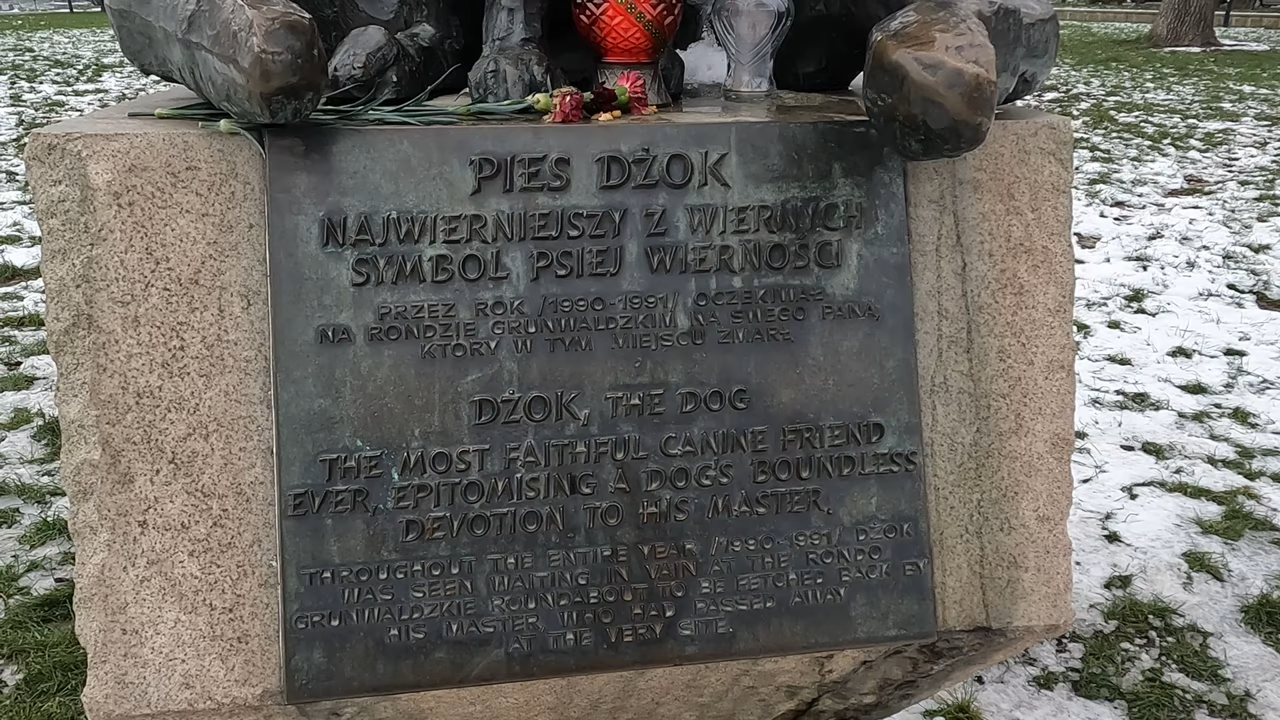 PIES DŻOK
NAJWIERNIEJSZY Z WIERNYCH
SYMBOL PSIEJ WIERNOŚCI
PRZEZ ROK /1990-1991/ OCZEKIWAŁ
NA RONDZIE GRUNWALDZKIM NA SWEGO PANA,
KTÓRY W TYM MIEJSCU ZMARŁ
DŻOK, THE DOG
THE MOST FAITHFUL CANINE FRIEND
EVER, EPITOMISING A DOG'S BOUNDLESS
DEVOTION TO HIS MASTER.
THROUGHOUT THE ENTIRE YEAR /1990-991/ DŻOK
WAS SEEN WAITING IN VAIN AT THE RONDO
GRUNWALDZKIE ROUNDABOUT TO BE FETCHED BACK BY
HIS MASTER, WHO HAD PASSED AWAY
AT THE VERY SITE.